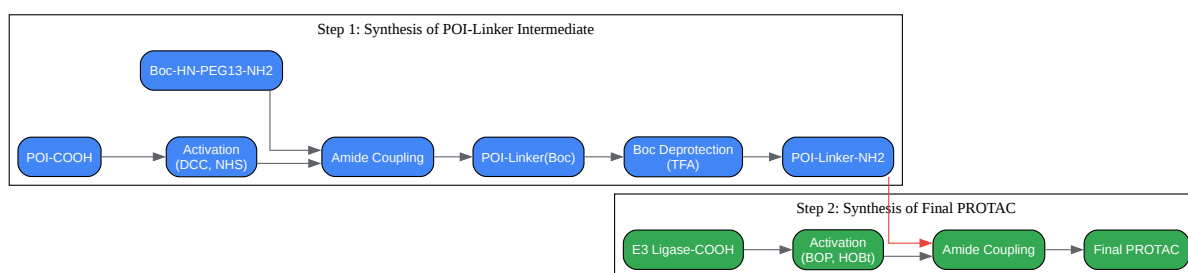 Step 1: Synthesis of POI-Linker Intermediate
Boc-HN-PEG13-NH2
POI-COOH
Activation
(DCC, NHS)
Amide Coupling
POI-Linker(Boc)
Boc Deprotection
(TFA)
POI-Linker-NH2
Step 2: Synthesis of Final PROTAC
E3 Ligase-COOH
Activation
(BOP, HOBt)
Amide Coupling
Final PROTAC